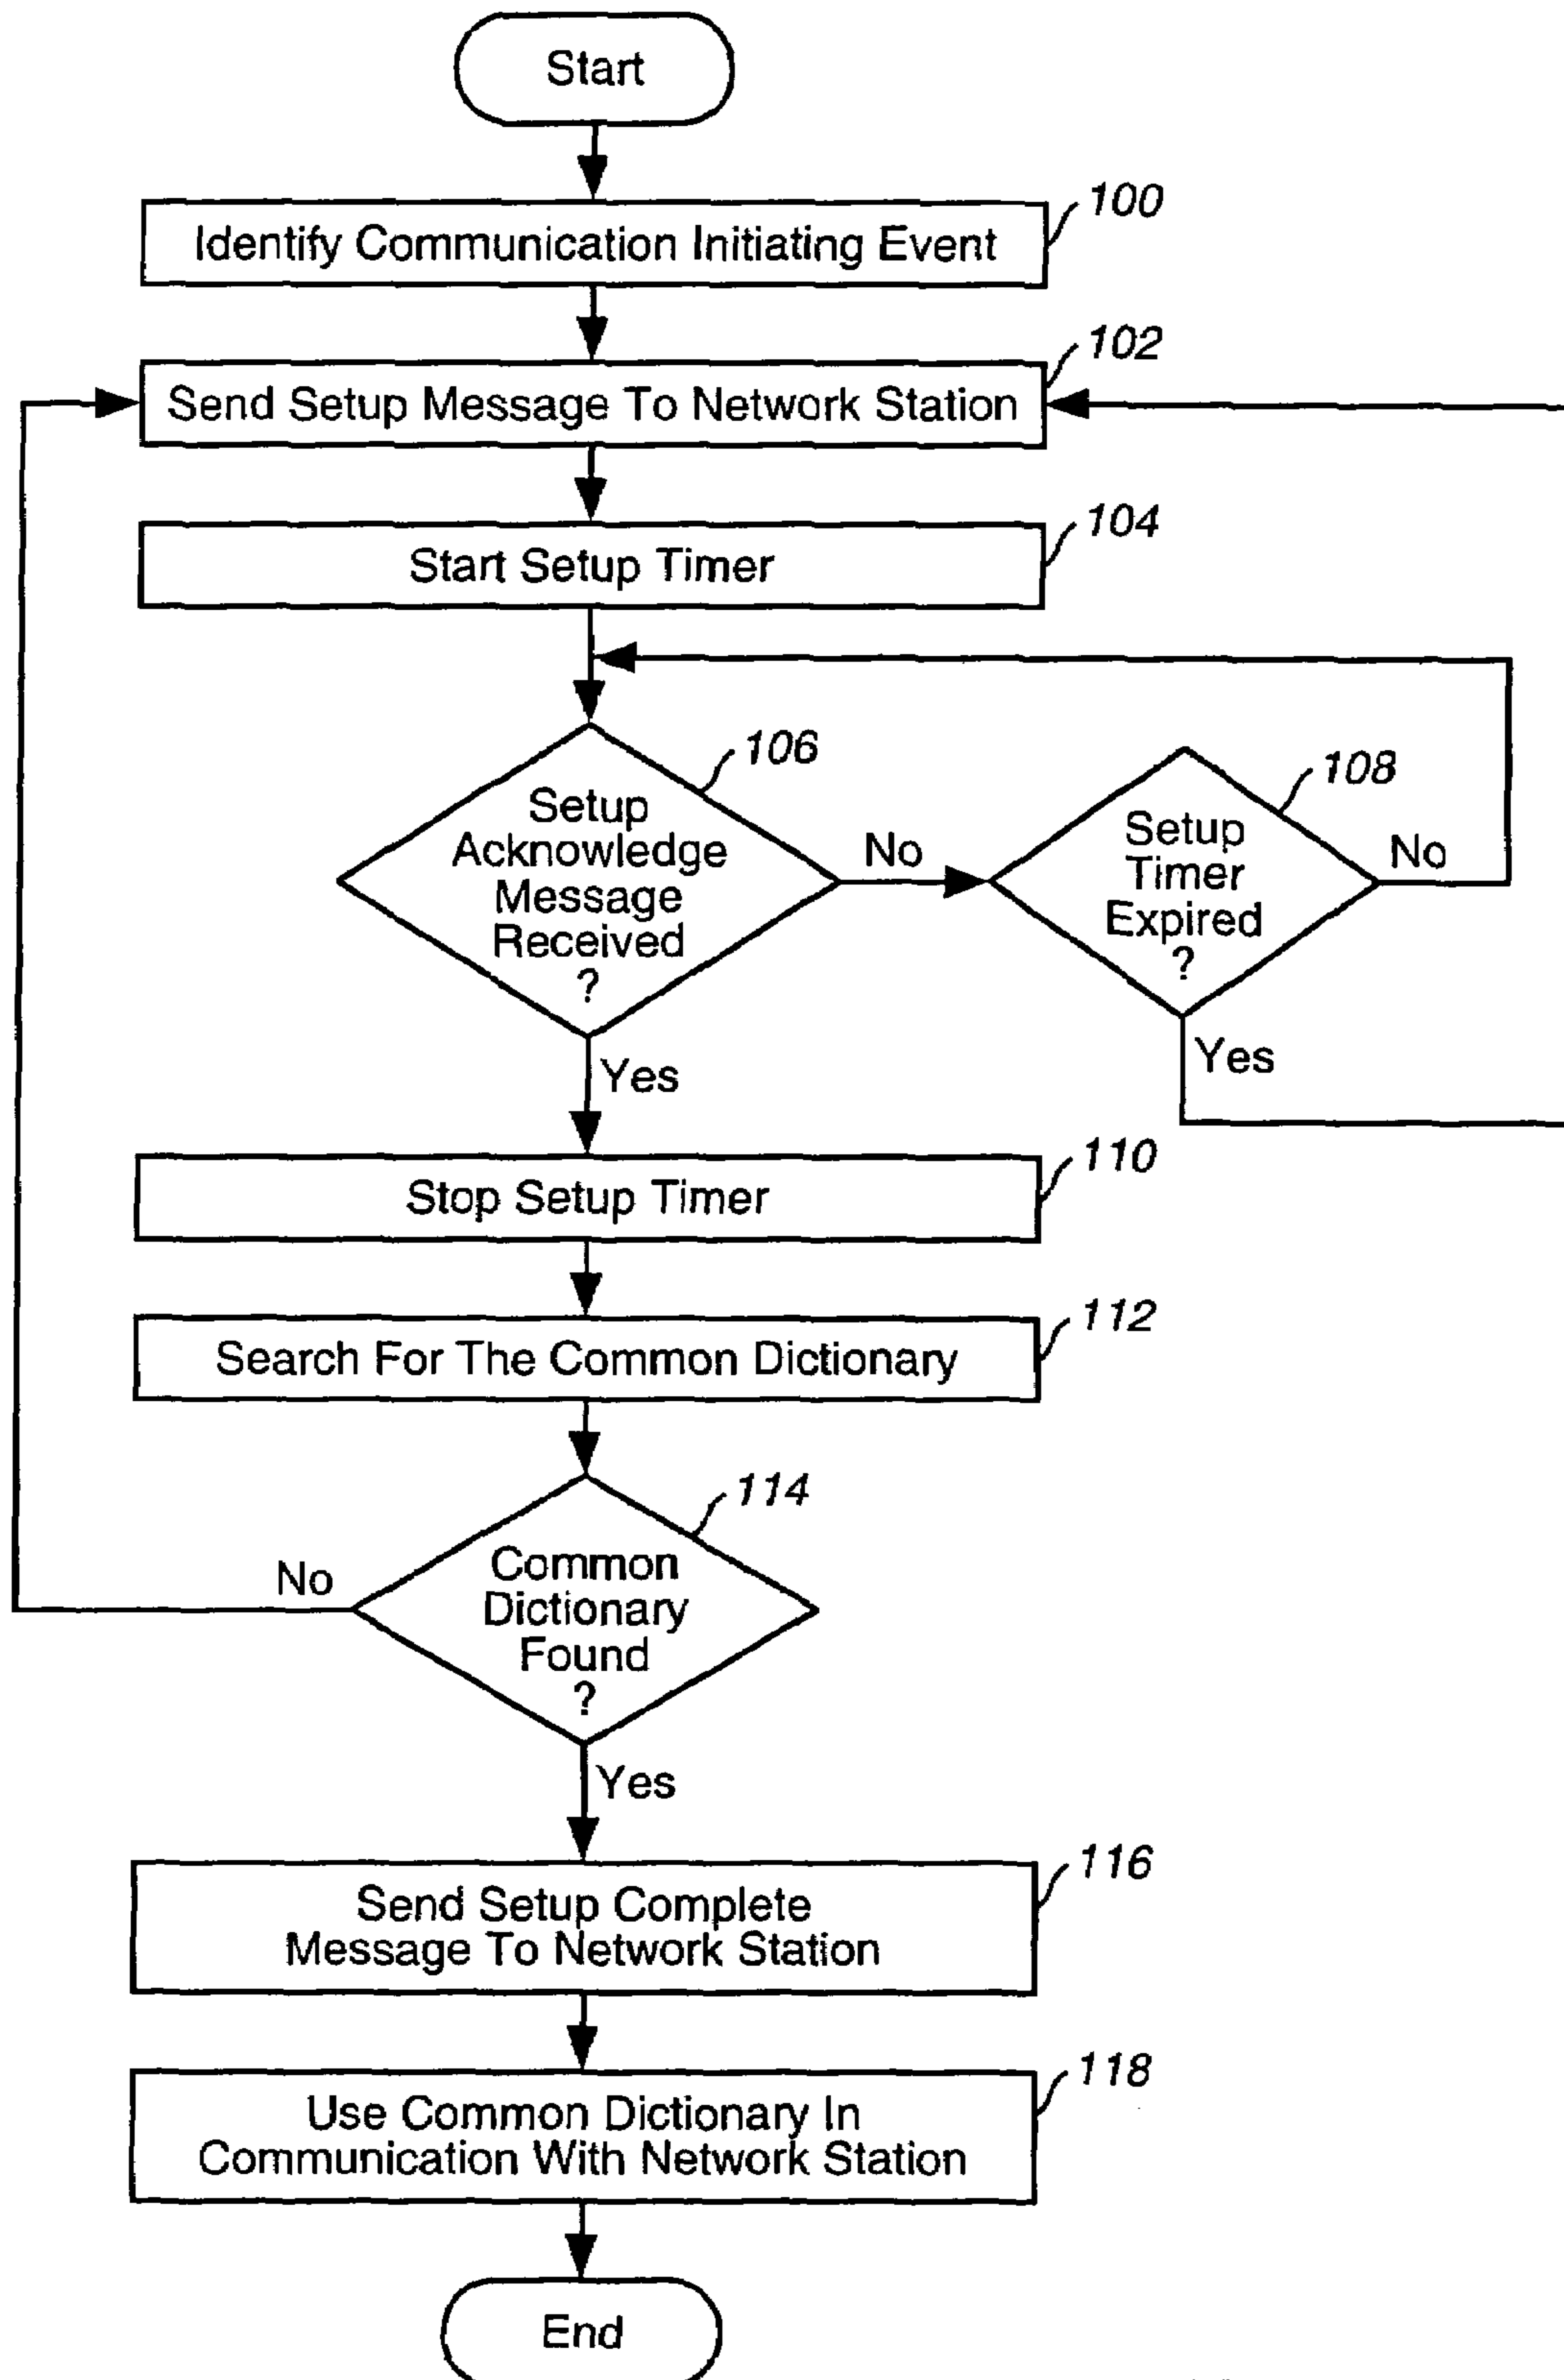 Start
100
Identify Communication Initiating Event
102
Send Setup Message To Network Station
104
Start Setup Timer
106
Setup
Acknowledge
Message
Received
?
No
108
Setup
Timer
Expired
?
No
Yes
Yes
110
Stop Setup Timer
112
Search For The Common Dictionary
114
Common
Dictionary
Found
?
No
Yes
116
Send Setup Complete
Message To Network Station
118
Use Common Dictionary In
Communication With Network Station
End